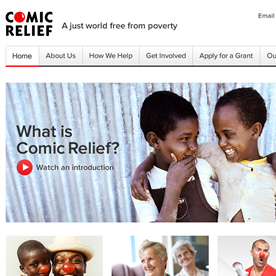 Email
COMIC
RELIEF
A just world free from poverty
Home About Us How We Help Get Involved Apply for a Grant Ou
What is
Comic Relief?
Watch an introduction